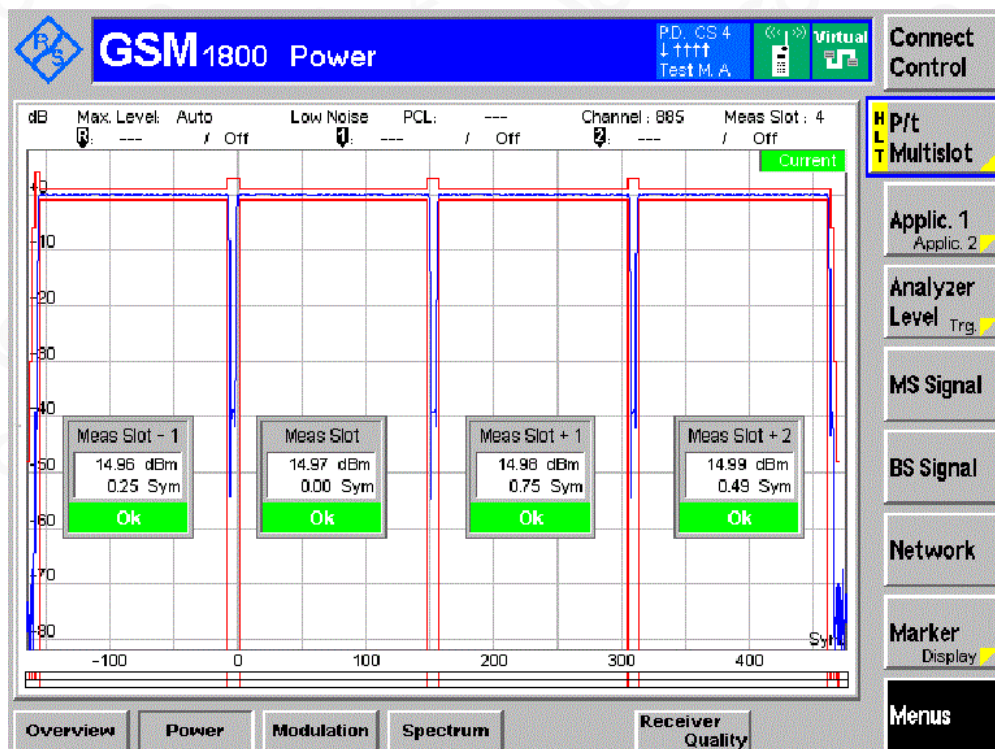 R S
GSM 1800 Power
PD. CS 4
↓ ↑↑↑↑
Test M. A
Virtual
Connect
Control
dB Max. Level: Auto Low Noise PCL: --- Channel : 885 Meas Slot : 4
R: --- / Off 1: --- / Off 2: --- / Off
Current
HLT
P/t
Multislot
Applic. 1
Applic. 2
Analyzer
Level Trg.
MS Signal
BS Signal
Network
Marker
Display
Menus
+0
-10
-20
-30
-40
-50
-60
-70
-80
Meas Slot - 1
14.96 dBm
0.25 Sym
Ok
Meas Slot
14.97 dBm
0.00 Sym
Ok
Meas Slot + 1
14.98 dBm
0.75 Sym
Ok
Meas Slot + 2
14.99 dBm
0.49 Sym
Ok
Sym
-100 0 100 200 300 400
Overview Power Modulation Spectrum Receiver
Quality